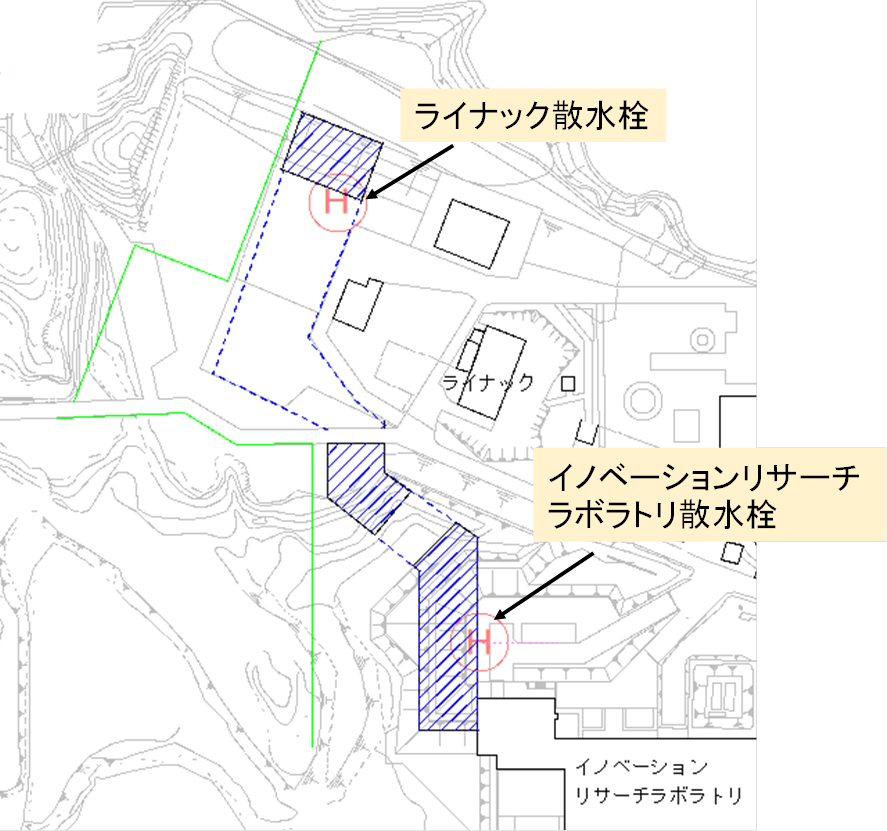 ライナック散水栓
H
ライナック
イノベーションリサーチ
ラボラトリ散水栓
H
イノベーション
リサーチラボラトリ